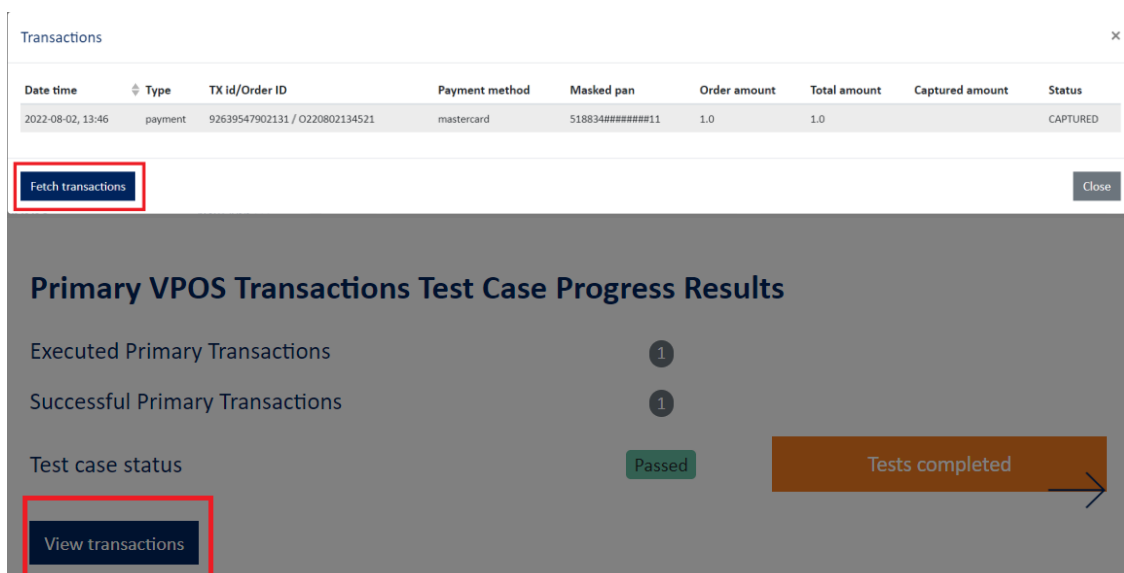 Transactions ×
Date time Type TX id/Order ID Payment method Masked pan Order amount Total amount Captured amount Status
2022-08-02, 13:46 payment 92639547902131 / O220802134521 mastercard 518834########11 1.0 1.0 CAPTURED
Fetch transactions Close
Primary VPOS Transactions Test Case Progress Results
Executed Primary Transactions 1
Successful Primary Transactions 1
Test case status Passed Tests completed
View transactions